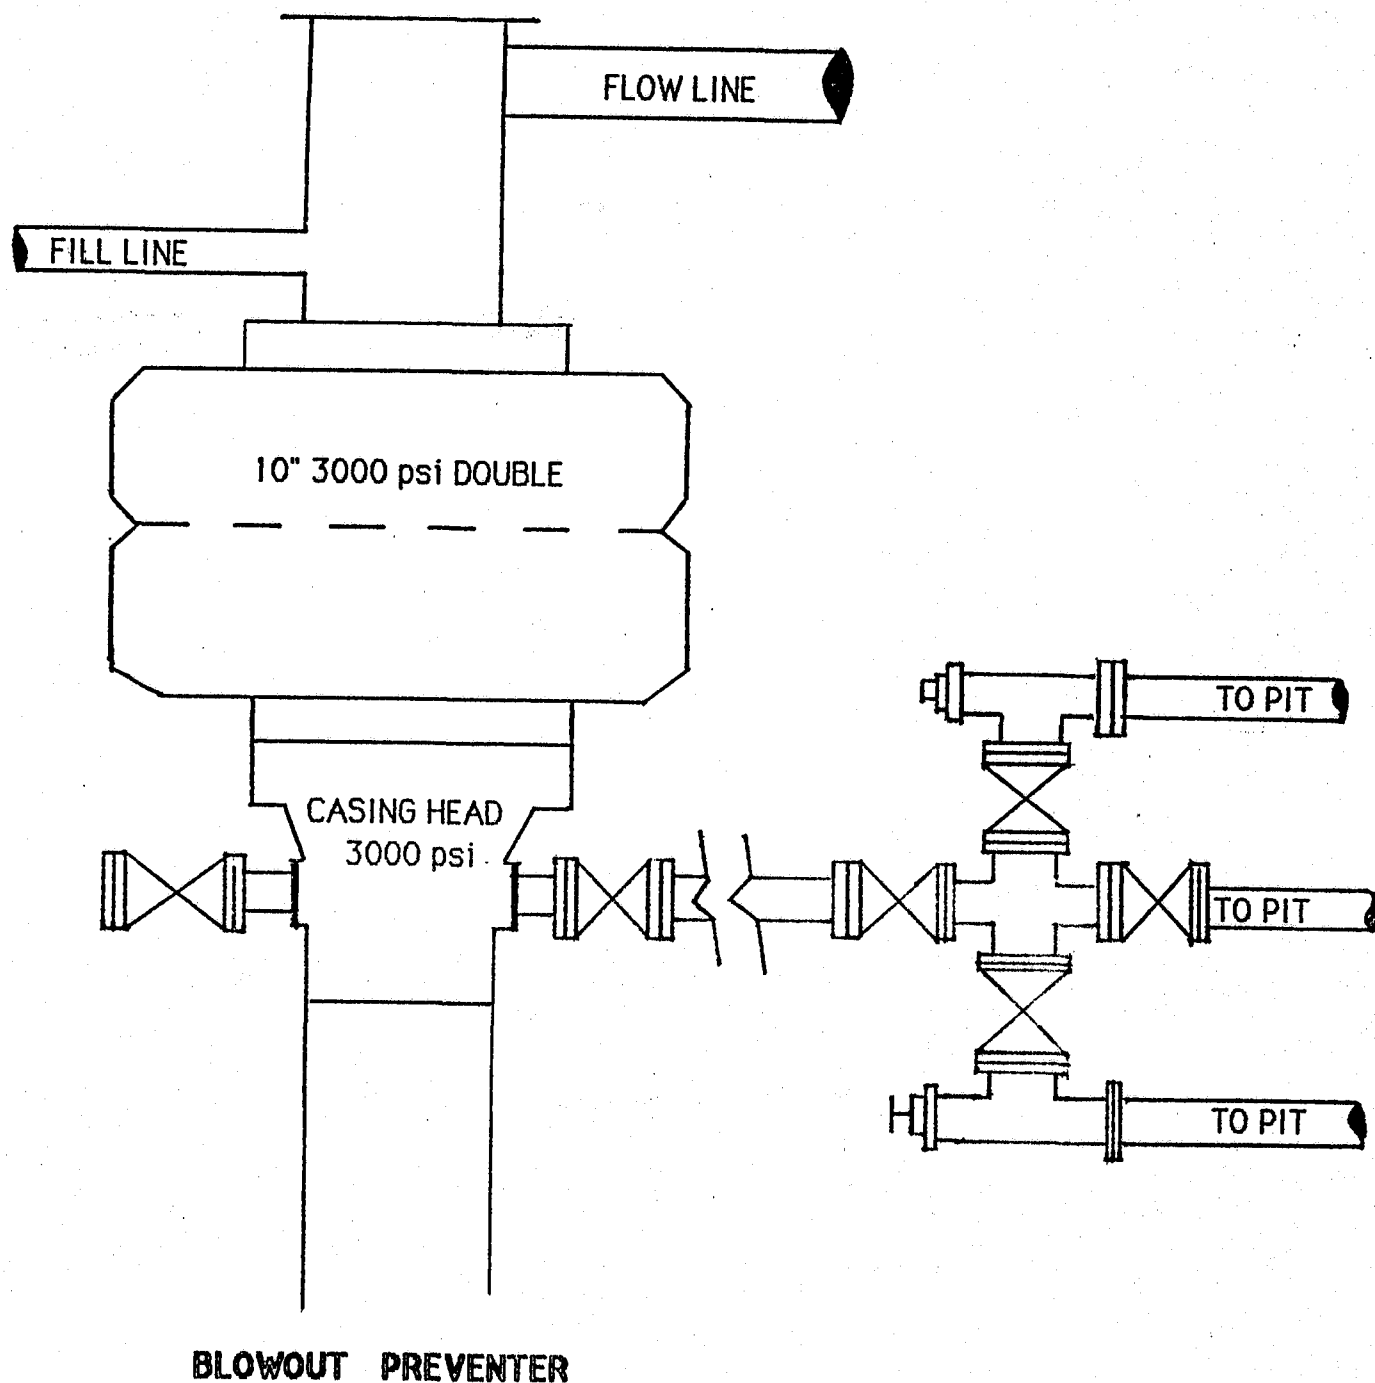 FLOW LINE
FILL LINE
10" 3000 psi DOUBLE
TO PIT
CASING HEAD
3000 psi
TO PIT
TO PIT
BLOWOUT PREVENTER